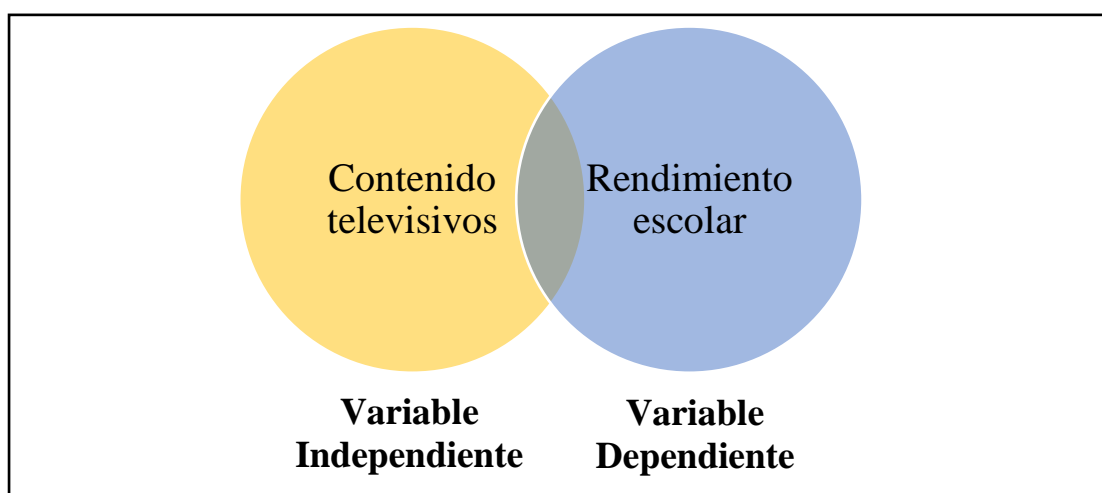 Contenido
televisivos
Rendimiento
escolar
Variable
Independiente
Variable
Dependiente